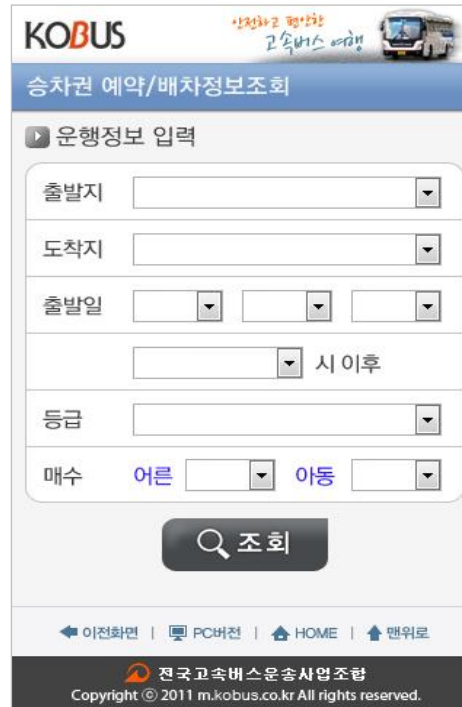 KOBUS
안전하고 편안한
고속버스 여행
승차권 예약/배차정보조회
운행정보 입력
출발지
도착지
출발일
시 이후
등급
매수 어른 아동
조회
이전화면 | PC버전 | HOME | 맨위로
전국고속버스운송사업조합
Copyright ⓒ 2011 m.kobus.co.kr All rights reserved.